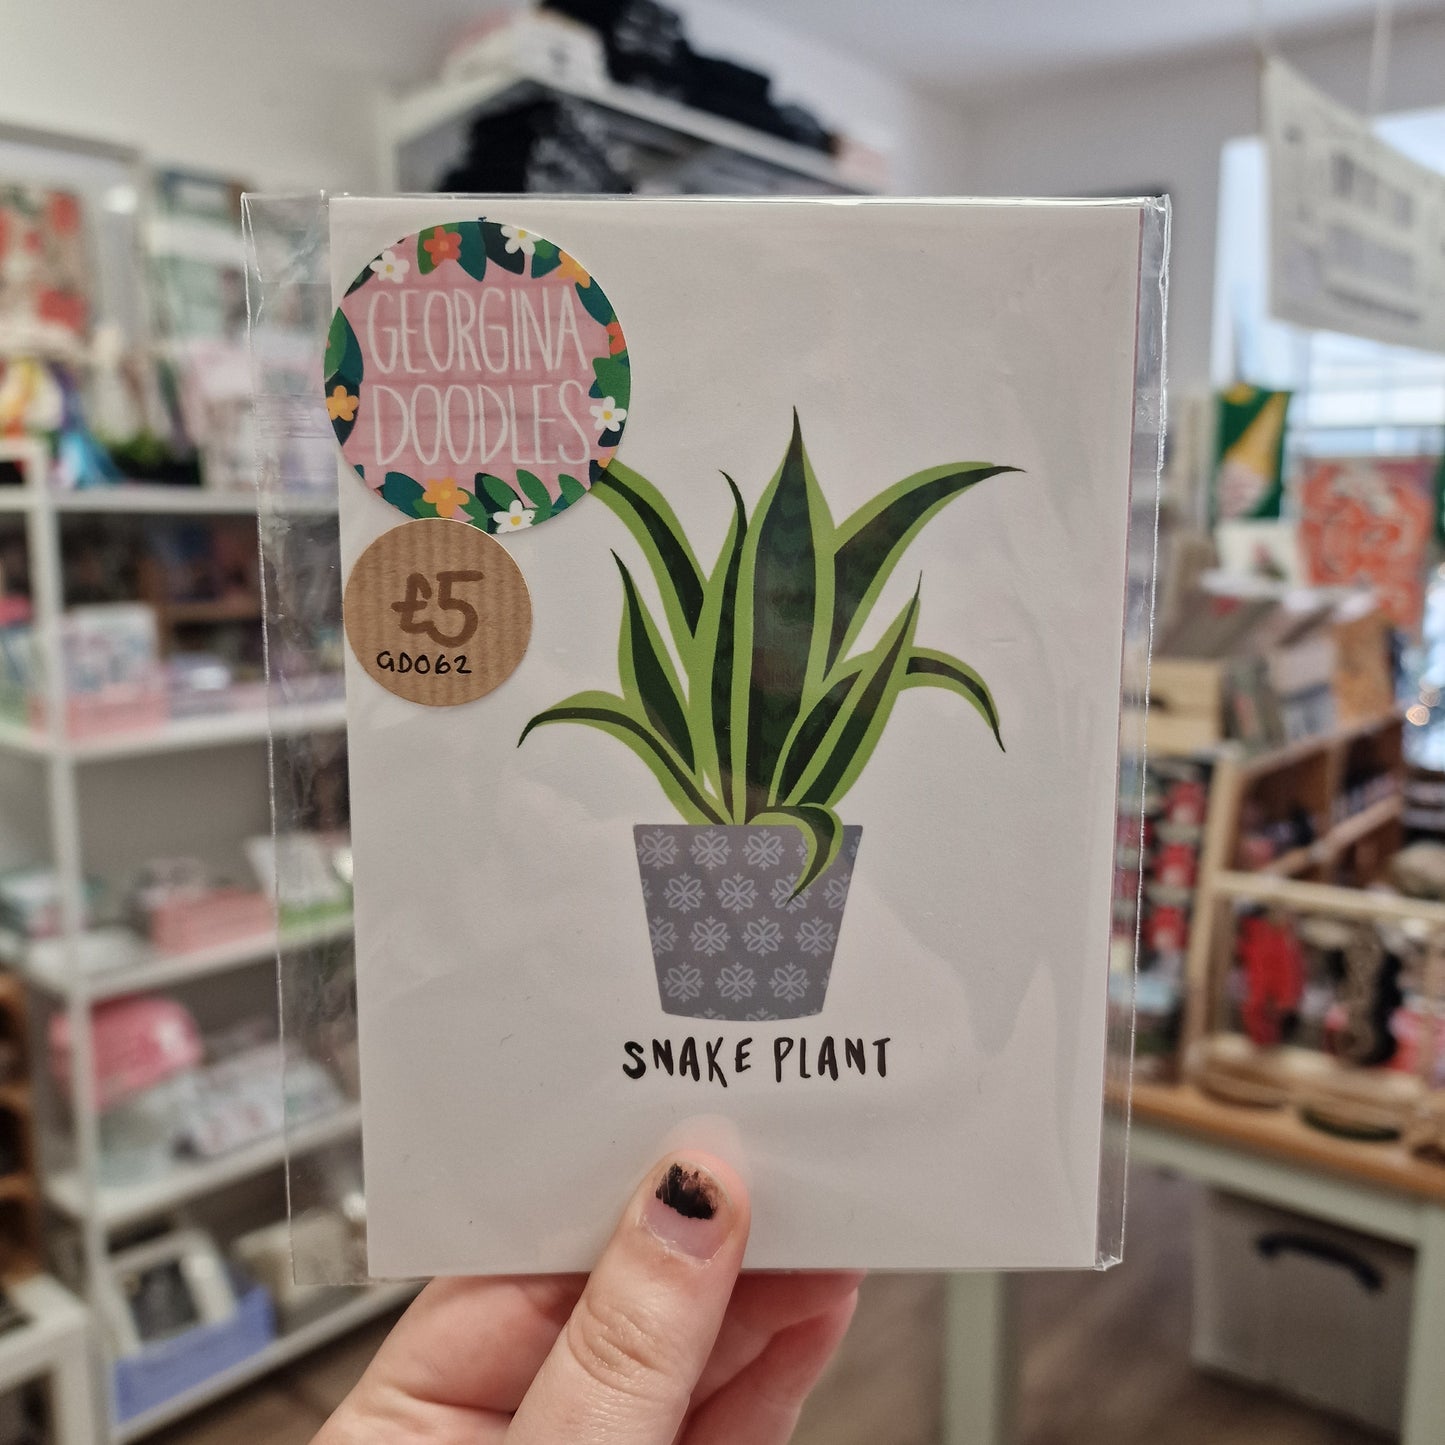 GEORGINA
DOODLES
£5
GD062
SNAKE PLANT